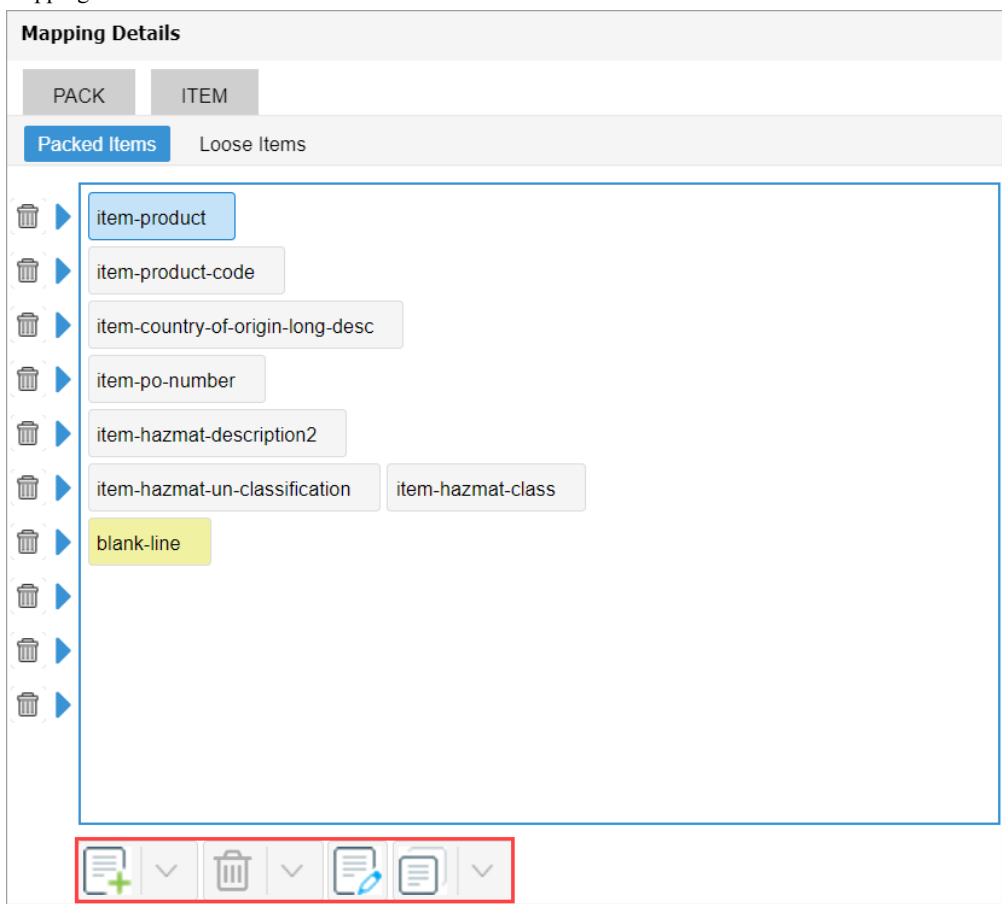 Mapping Details
PACK ITEM
Packed Items Loose Items
item-product
item-product-code
item-country-of-origin-long-desc
item-po-number
item-hazmat-description2
item-hazmat-un-classification item-hazmat-class
blank-line